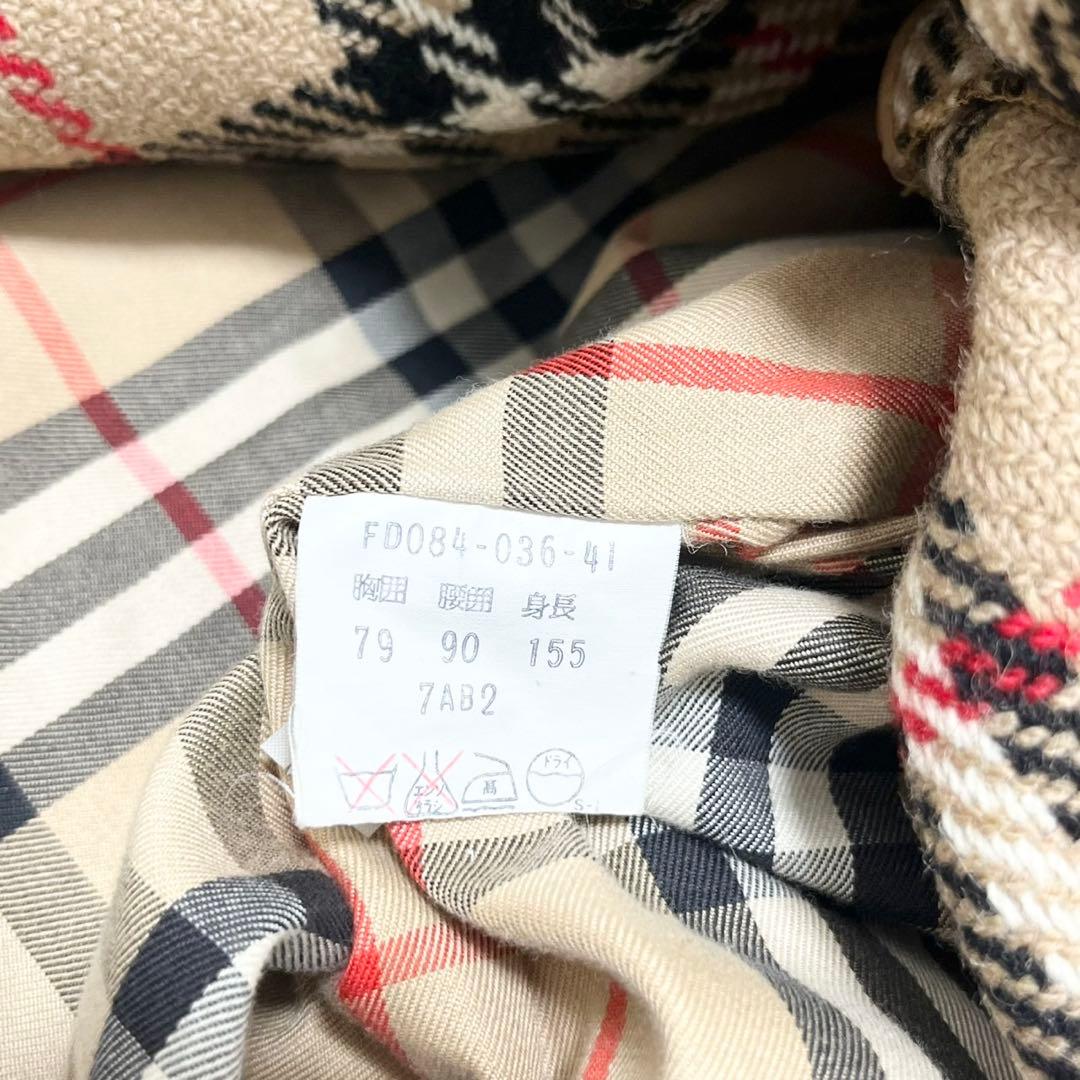 FD084-036-41
胸囲 腰囲 身長
79 90 155
7AB2
エンソ
サラシ
高
ドライ